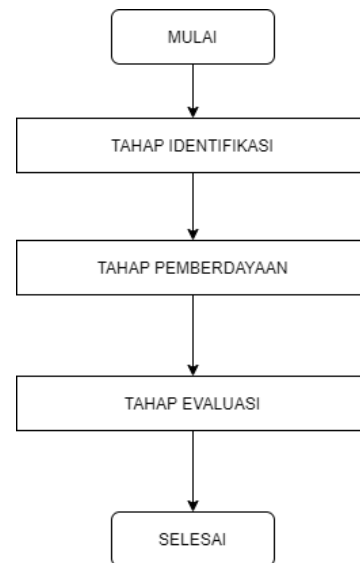 MULAI
TAHAP IDENTIFIKASI
TAHAP PEMBERDAYAAN
TAHAP EVALUASI
SELESAI